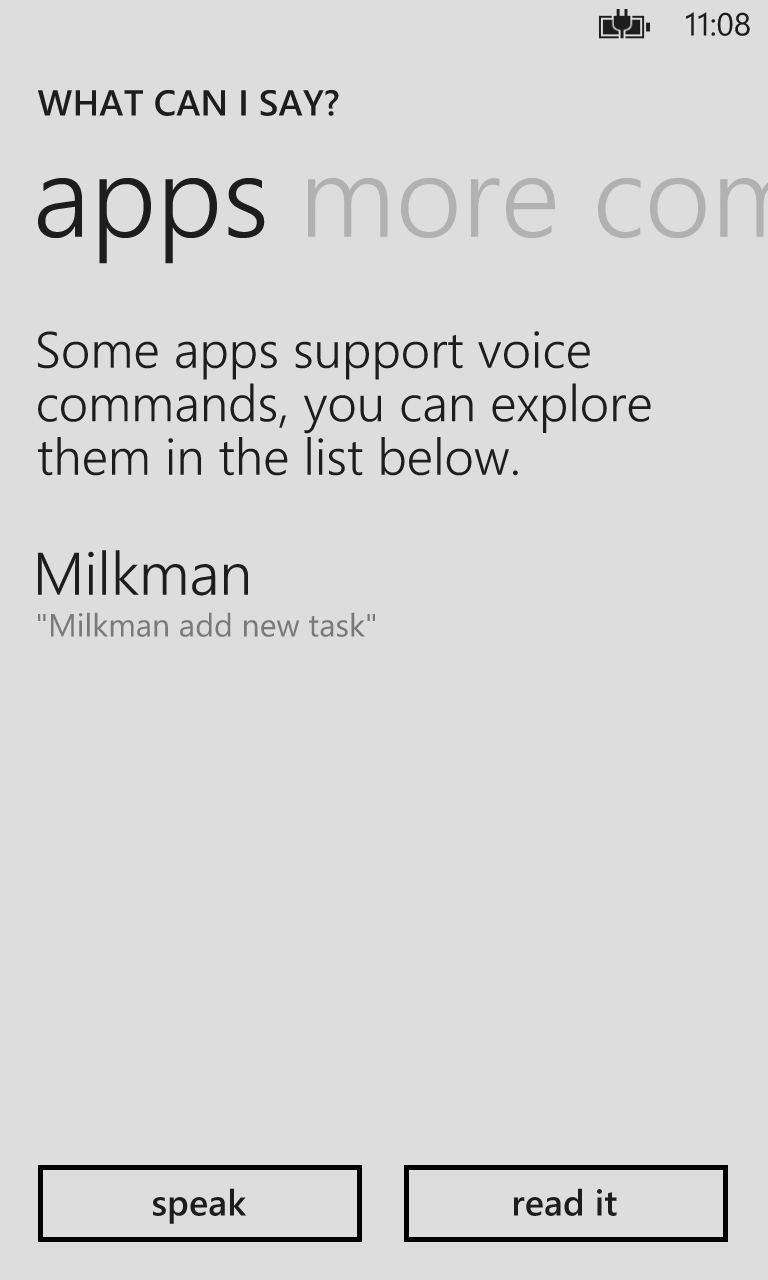 11:08
WHAT CAN I SAY?
apps more com
Some apps support voice
commands, you can explore
them in the list below.
Milkman
"Milkman add new task"
speak read it